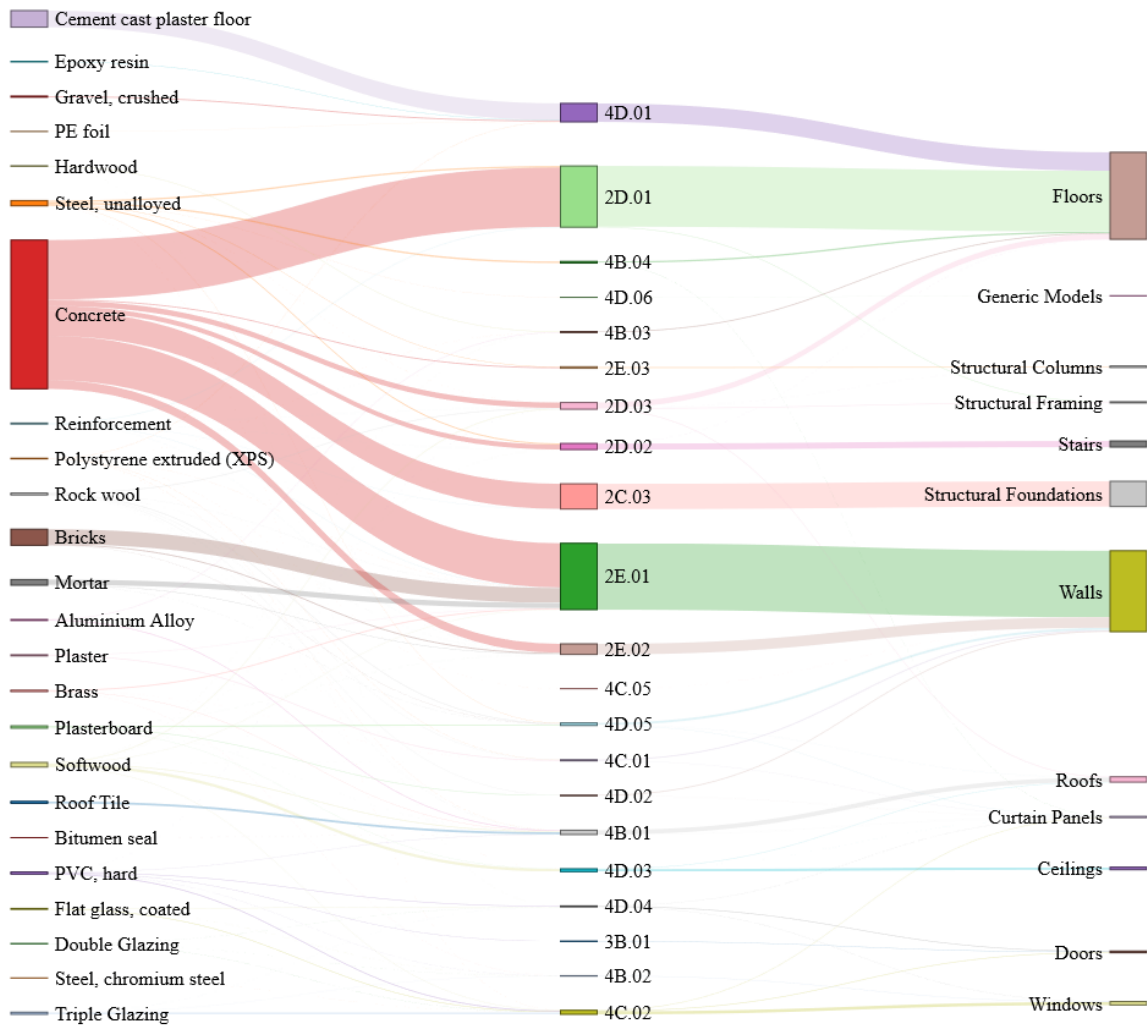 Cement cast plaster floor
Epoxy resin
Gravel, crushed
PE foil
Hardwood
Steel, unalloyed
Concrete
Reinforcement
Polystyrene extruded (XPS)
Rock wool
Bricks
Mortar
Aluminium Alloy
Plaster
Brass
Plasterboard
Softwood
Roof Tile
Bitumen seal
PVC, hard
Flat glass, coated
Double Glazing
Steel, chromium steel
Triple Glazing
4D.01
2D.01
4B.04
4D.06
4B.03
2E.03
2D.03
2D.02
2C.03
2E.01
2E.02
4C.05
4D.05
4C.01
4D.02
4B.01
4D.03
4D.04
3B.01
4B.02
4C.02
Floors
Generic Models
Structural Columns
Structural Framing
Stairs
Structural Foundations
Walls
Roofs
Curtain Panels
Ceilings
Doors
Windows